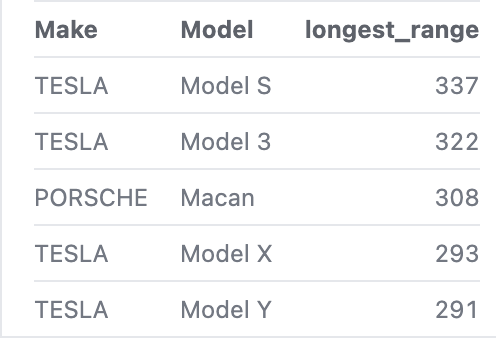 Make Model longest_range
TESLA Model S 337
TESLA Model 3 322
PORSCHE Macan 308
TESLA Model X 293
TESLA Model Y 291